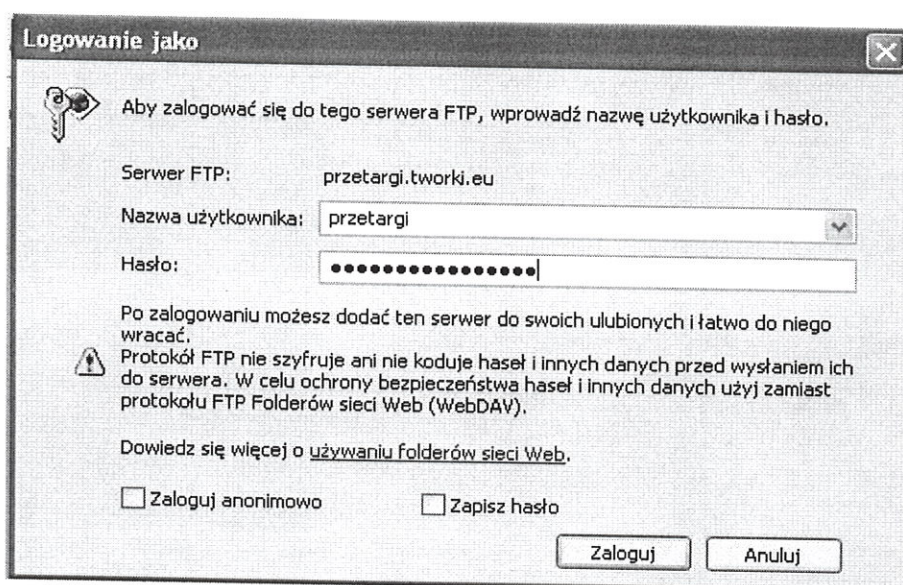 Logowanie jako
Aby zalogować się do tego serwera FTP, wprowadź nazwę użytkownika i hasło.
Serwer FTP: przetargi.tworki.eu
Nazwa użytkownika: przetargi
Hasło: ●●●●●●●●●●●●●●●●
Po zalogowaniu możesz dodać ten serwer do swoich ulubionych i łatwo do niego
wracać.
Protokół FTP nie szyfruje ani nie koduje haseł i innych danych przed wysłaniem ich
do serwera. W celu ochrony bezpieczeństwa haseł i innych danych użyj zamiast
protokołu FTP Folderów sieci Web (WebDAV).
Dowiedz się więcej o używaniu folderów sieci Web.
Zaloguj anonimowo Zapisz hasło
Zaloguj Anuluj